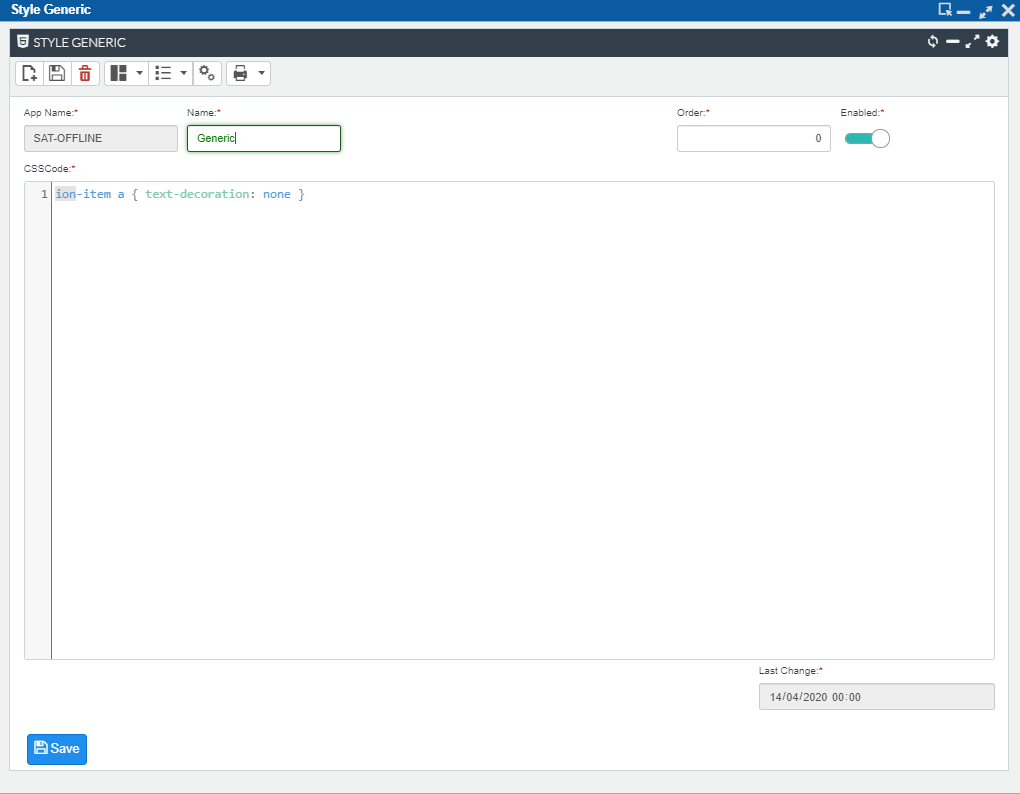 Style Generic
STYLE GENERIC
App Name:*
Name:*
Order:*
Enabled:*
SAT-OFFLINE
Generic
0
CSSCode:*
1 ion-item a { text-decoration: none }
Last Change:*
14/04/2020 00:00
Save